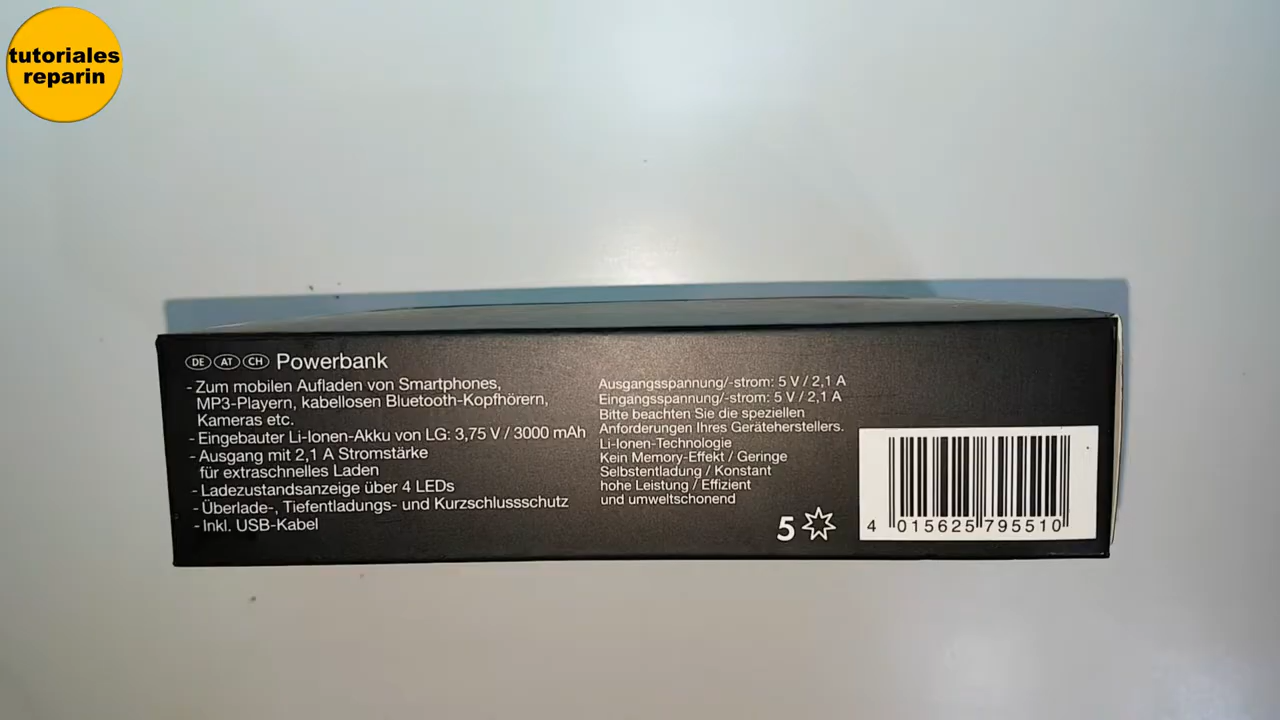 tutoriales
reparin
DE AT CH Powerbank
- Zum mobilen Aufladen von Smartphones,
MP3-Playern, kabellosen Bluetooth-Kopfhörern,
Kameras etc.
- Eingebauter Li-Ionen-Akku von LG: 3,75 V / 3000 mAh
- Ausgang mit 2,1 A Stromstärke
für extraschnelles Laden
- Ladezustandsanzeige über 4 LEDs
- Überlade-, Tiefentladungs- und Kurzschlussschutz
- Inkl. USB-Kabel
Ausgangsspannung/-strom: 5 V / 2,1 A
Eingangsspannung/-strom: 5 V / 2,1 A
Bitte beachten Sie die speziellen
Anforderungen Ihres Geräteherstellers.
Li-Ionen-Technologie
Kein Memory-Effekt / Geringe
Selbstentladung / Konstant
hohe Leistung / Effizient
und umweltschonend
5
4 015625 795510